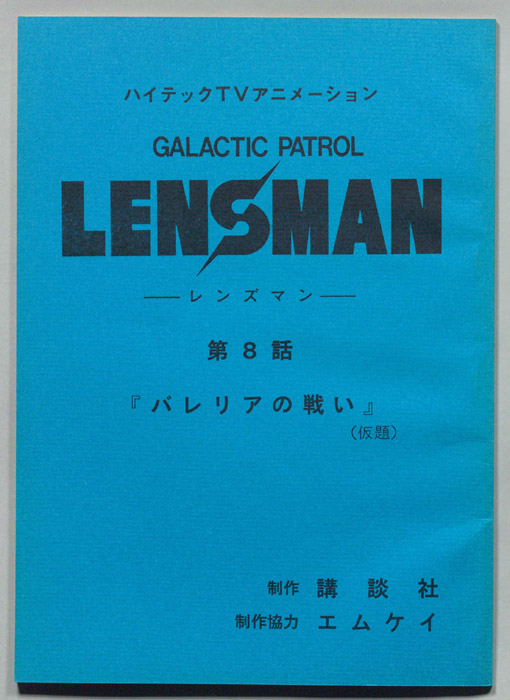 ハイテックTVアニメーション
GALACTIC PATROL
LENSMAN
――レンズマン――
第8話
『バレリアの戦い』
(仮題)
制作 講談社
制作協力 エムケイ